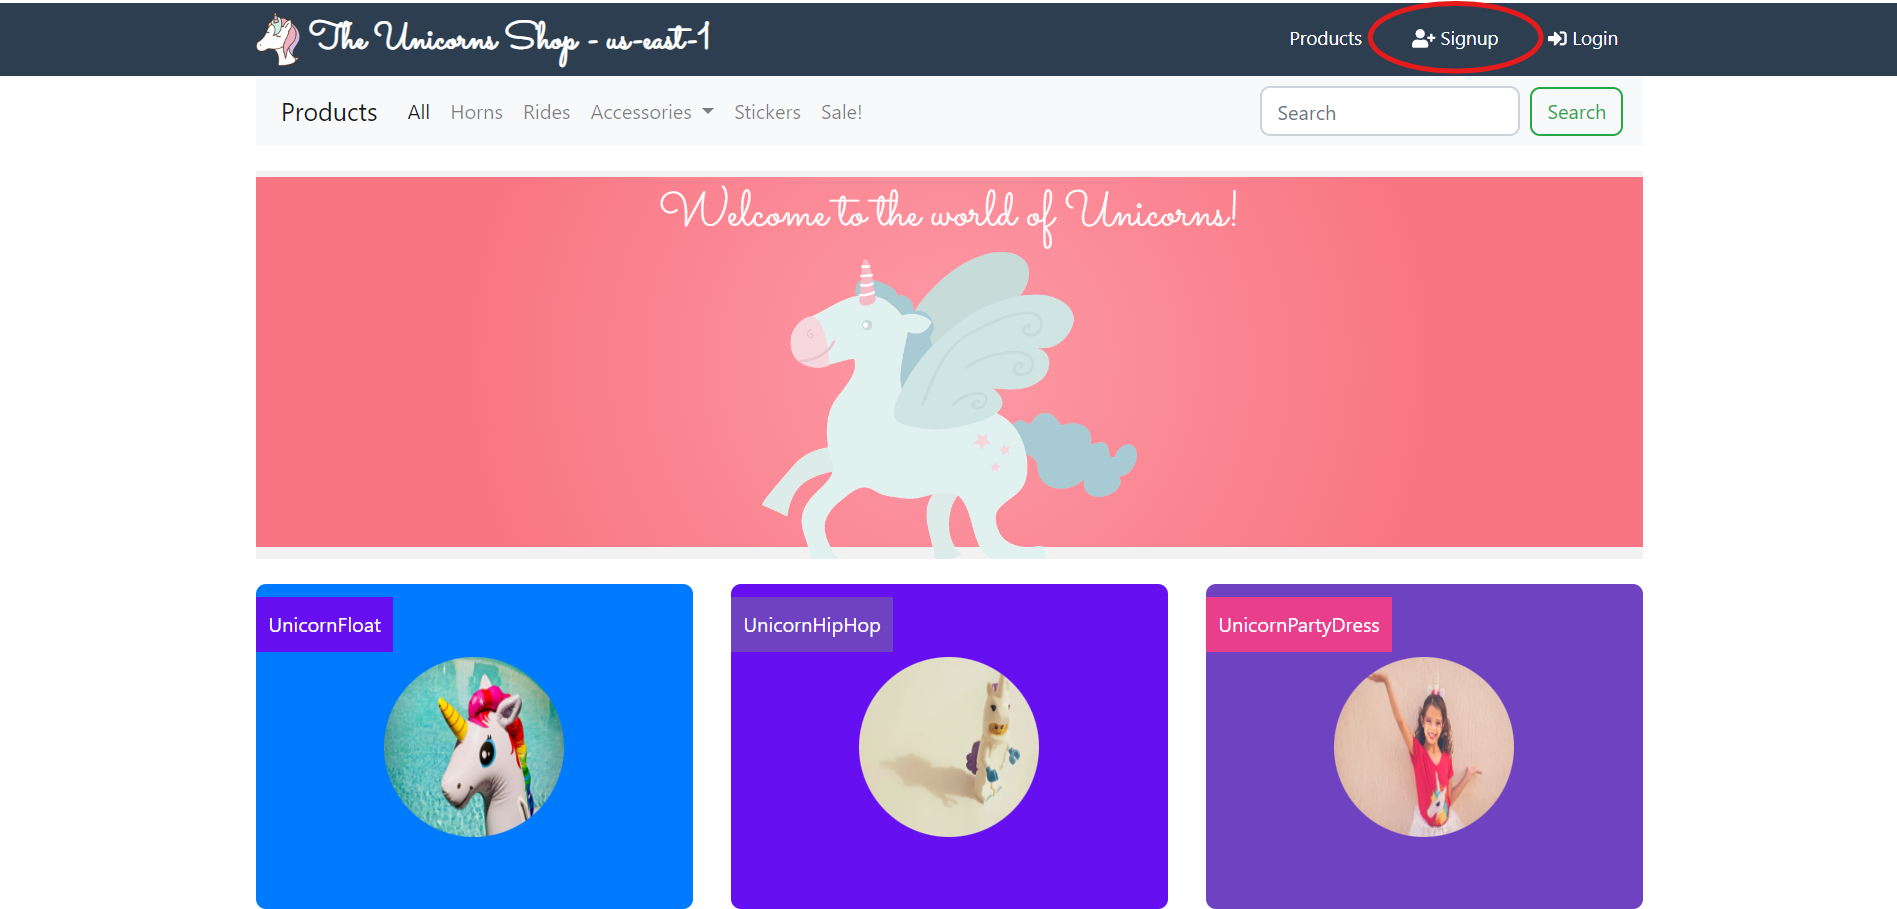 The Unicorns Shop - us-east-1
Products Signup Login
Products All Horns Rides Accessories Stickers Sale! Search Search
Welcome to the world of Unicorns!
UnicornFloat
UnicornHipHop
UnicornPartyDress